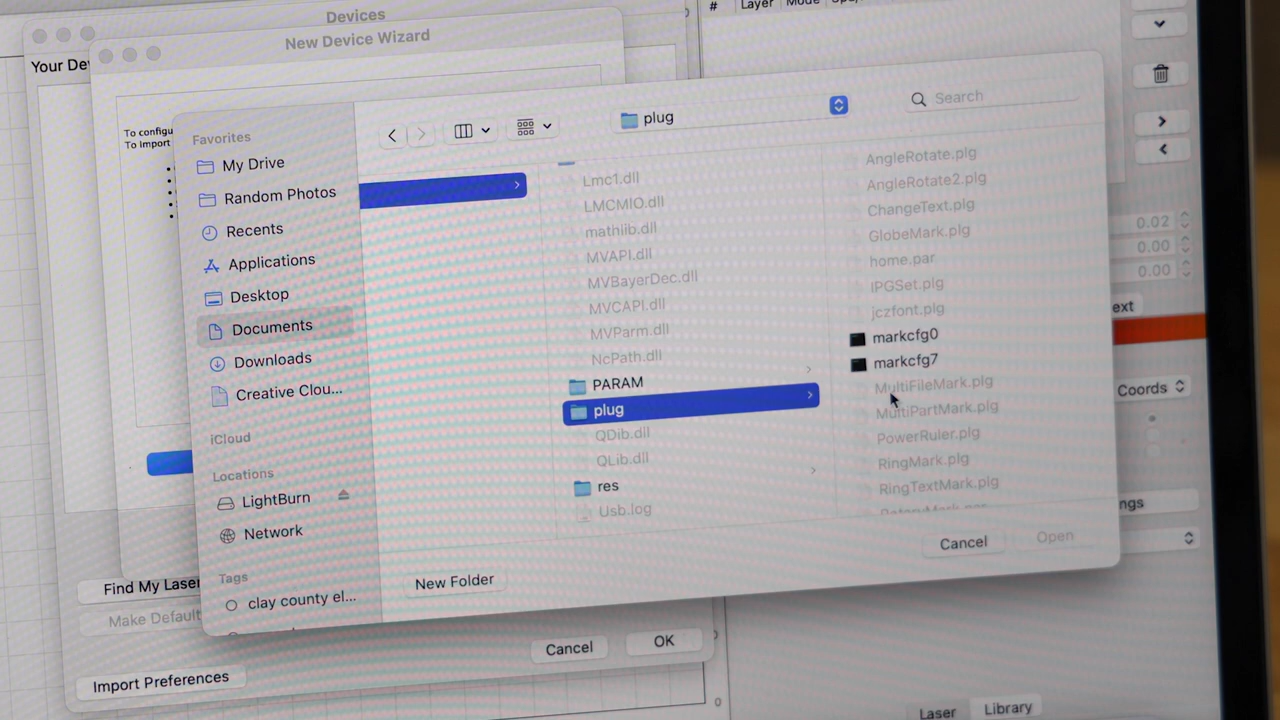 Devices
New Device Wizard
Your Dev
To configu
To Import
# Layer Mode
Favorites
My Drive
Random Photos
Recents
Applications
Desktop
Documents
Downloads
Creative Clou...
iCloud
Locations
LightBurn
Network
Tags
clay county el...
plug
Search
Lmc1.dll
LMCMIO.dll
mathlib.dll
MVAPI.dll
MVBayerDec.dll
MVCAPI.dll
MVParm.dll
NcPath.dll
PARAM
plug
QDib.dll
QLib.dll
res
Usb.log
AngleRotate.plg
AngleRotate2.plg
ChangeText.plg
GlobeMark.plg
home.par
IPGSet.plg
jczfont.plg
markcfg0
markcfg7
MultiFileMark.plg
MultiPartMark.plg
PowerRuler.plg
RingMark.plg
RingTextMark.plg
New Folder
Cancel
Open
Find My Laser
Make Default
Cancel
OK
Import Preferences
0.02
0.00
0.00
ext
Coords
ngs
0
Laser
Library